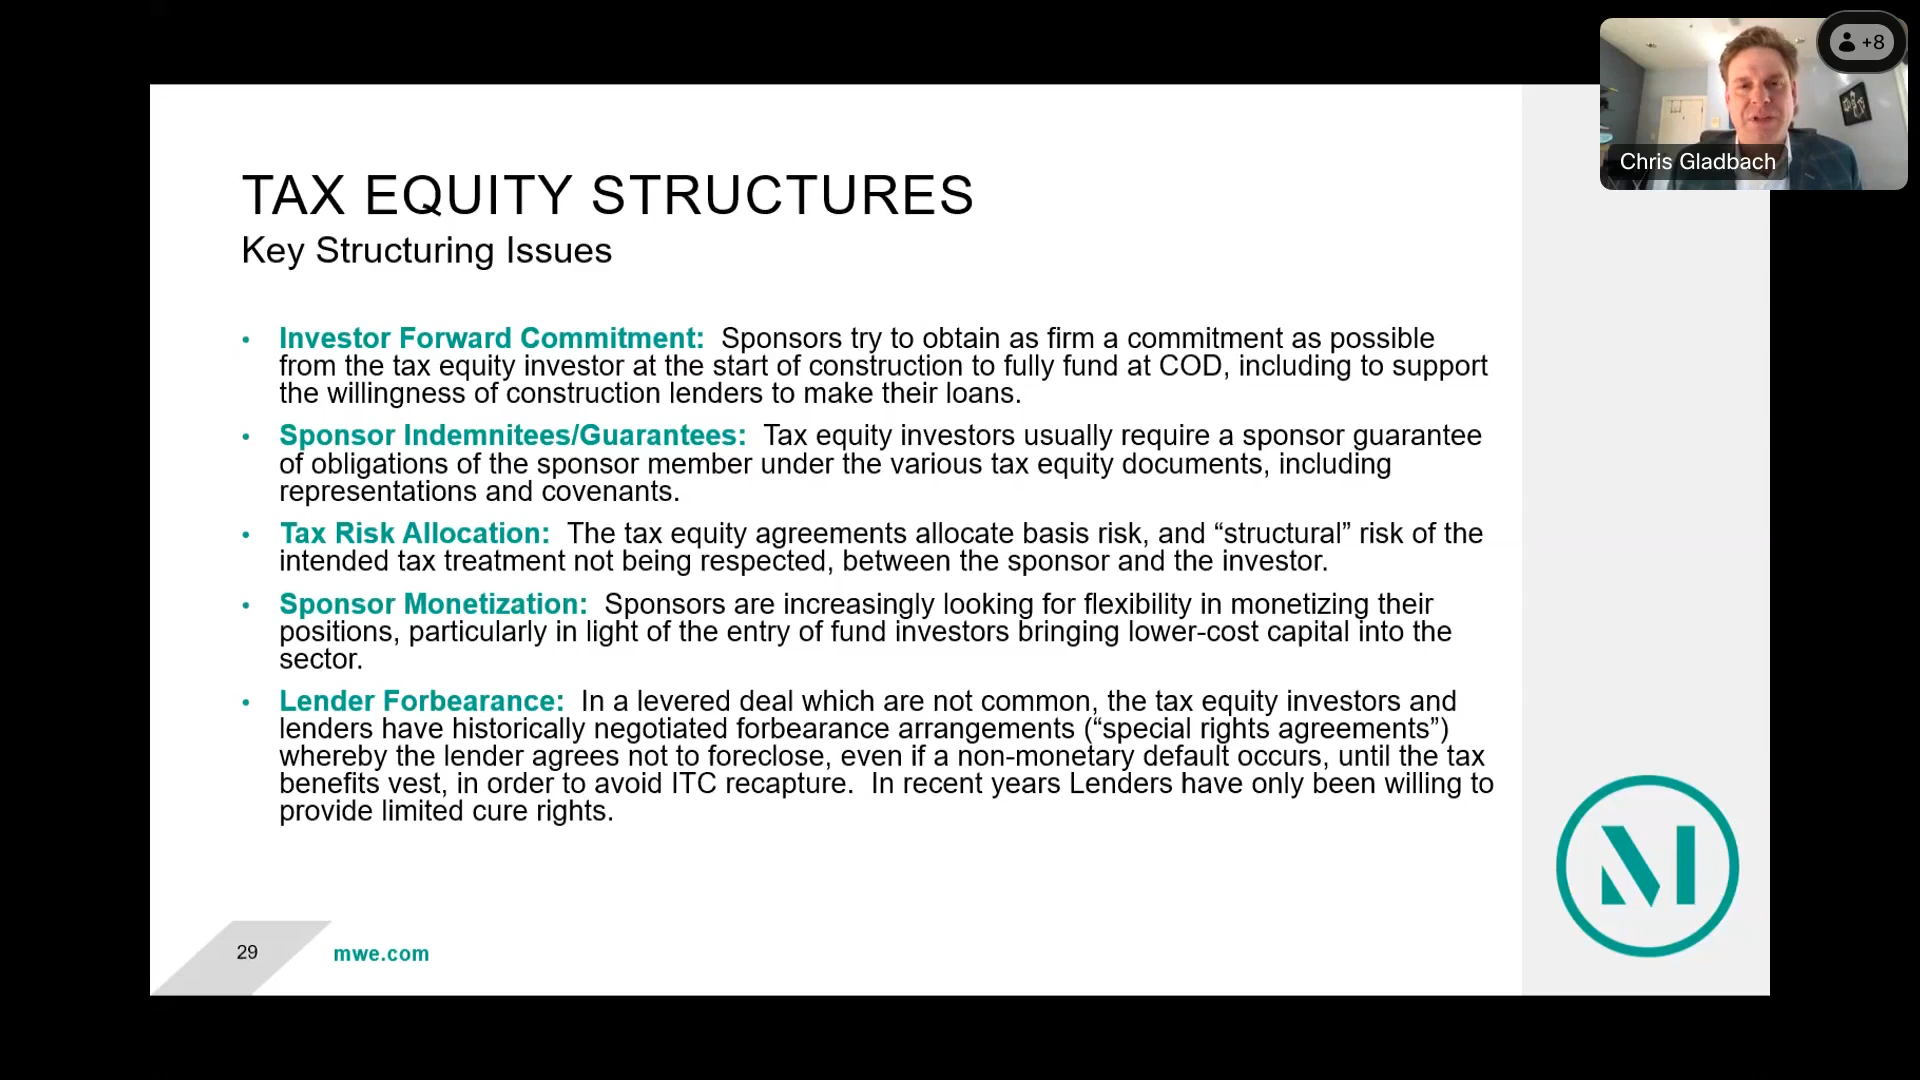 +8
Chris Gladbach
TAX EQUITY STRUCTURES
Key Structuring Issues
• Investor Forward Commitment: Sponsors try to obtain as firm a commitment as possible
from the tax equity investor at the start of construction to fully fund at COD, including to support
the willingness of construction lenders to make their loans.
• Sponsor Indemnitees/Guarantees: Tax equity investors usually require a sponsor guarantee
of obligations of the sponsor member under the various tax equity documents, including
representations and covenants.
• Tax Risk Allocation: The tax equity agreements allocate basis risk, and “structural” risk of the
intended tax treatment not being respected, between the sponsor and the investor.
• Sponsor Monetization: Sponsors are increasingly looking for flexibility in monetizing their
positions, particularly in light of the entry of fund investors bringing lower-cost capital into the
sector.
• Lender Forbearance: In a levered deal which are not common, the tax equity investors and
lenders have historically negotiated forbearance arrangements (“special rights agreements”)
whereby the lender agrees not to foreclose, even if a non-monetary default occurs, until the tax
benefits vest, in order to avoid ITC recapture. In recent years Lenders have only been willing to
provide limited cure rights.
29
mwe.com
M